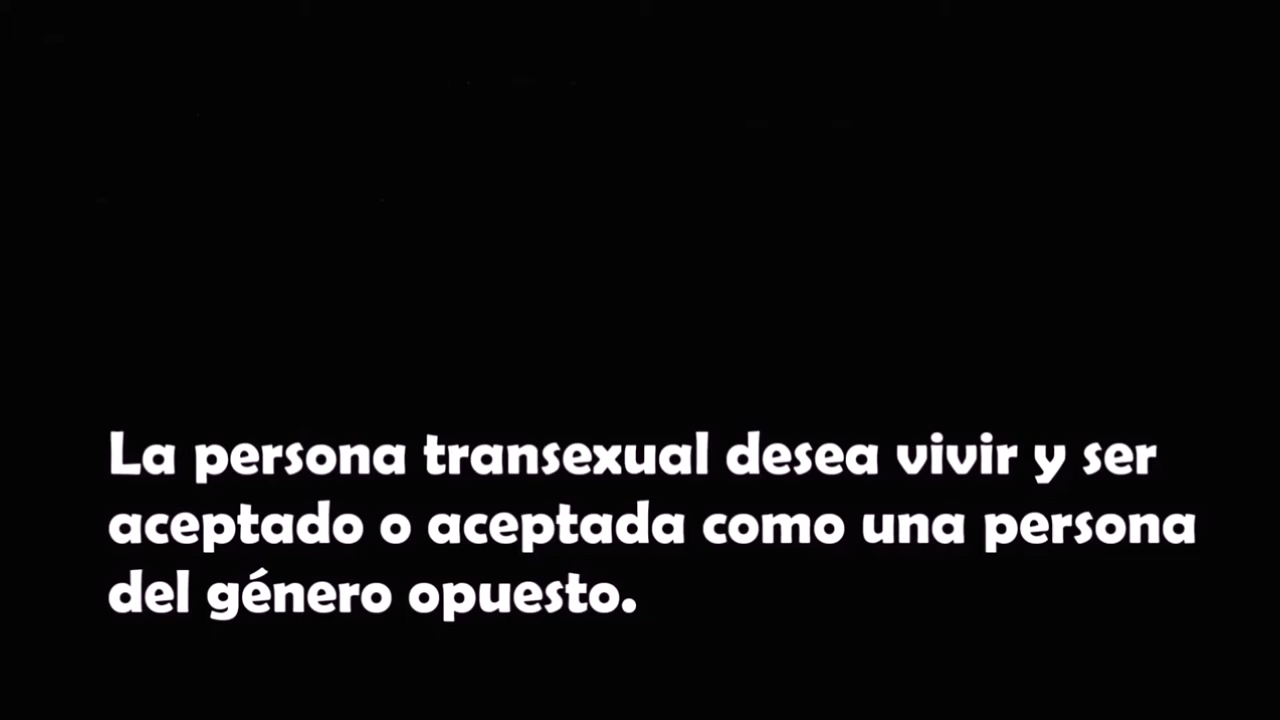 La persona transexual desea vivir y ser
aceptado o aceptada como una persona
del género opuesto.